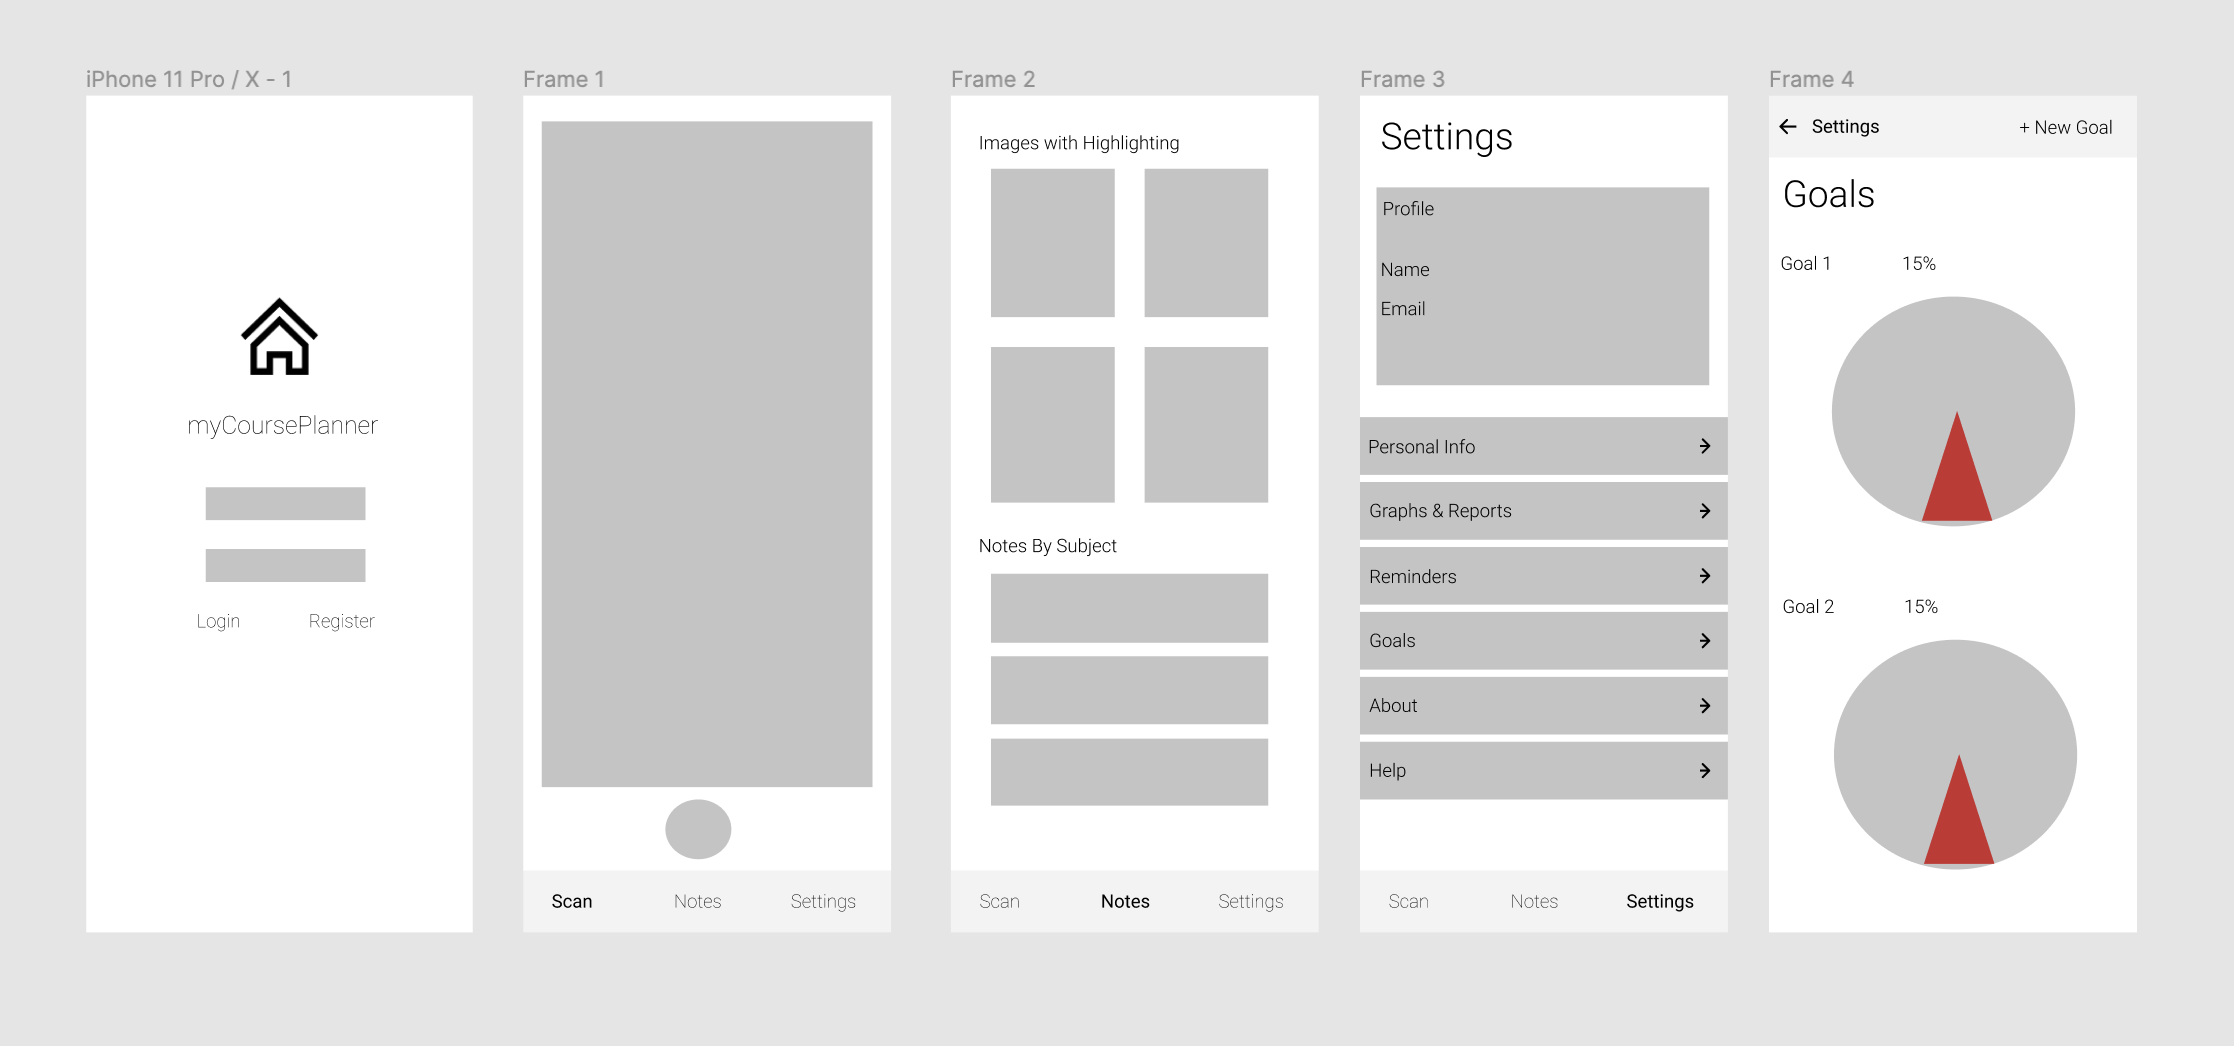 iPhone 11 Pro / X - 1
myCoursePlanner
Login Register
Frame 1
Scan Notes Settings
Frame 2
Images with Highlighting
Notes By Subject
Scan Notes Settings
Frame 3
Settings
Profile
Name
Email
Personal Info
Graphs & Reports
Reminders
Goals
About
Help
Scan Notes Settings
Frame 4
Settings + New Goal
Goals
Goal 1 15%
Goal 2 15%